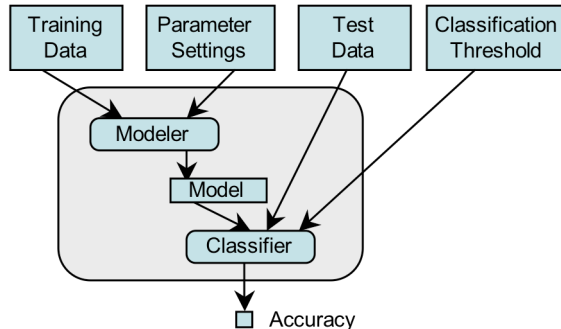 Training
Data
Parameter
Settings
Test
Data
Classification
Threshold
Modeler
Model
Classifier
Accuracy